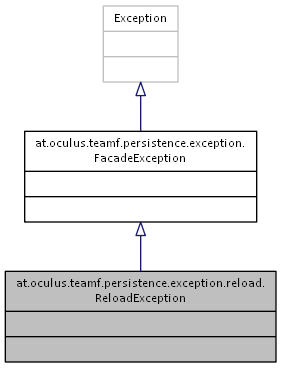 Exception
at.oculus.teamf.persistence.exception.
FacadeException
at.oculus.teamf.persistence.exception.reload.
ReloadException